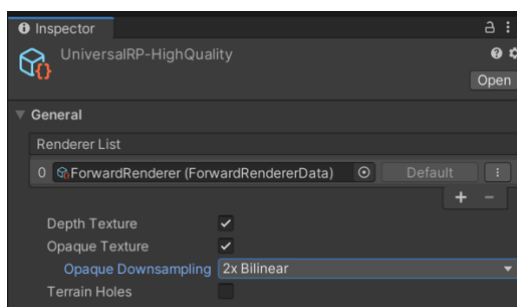 Inspector
UniversalRP-HighQuality
Open
General
Renderer List
0 ForwardRenderer (ForwardRendererData) Default
+ -
Depth Texture
Opaque Texture
Opaque Downsampling 2x Bilinear
Terrain Holes